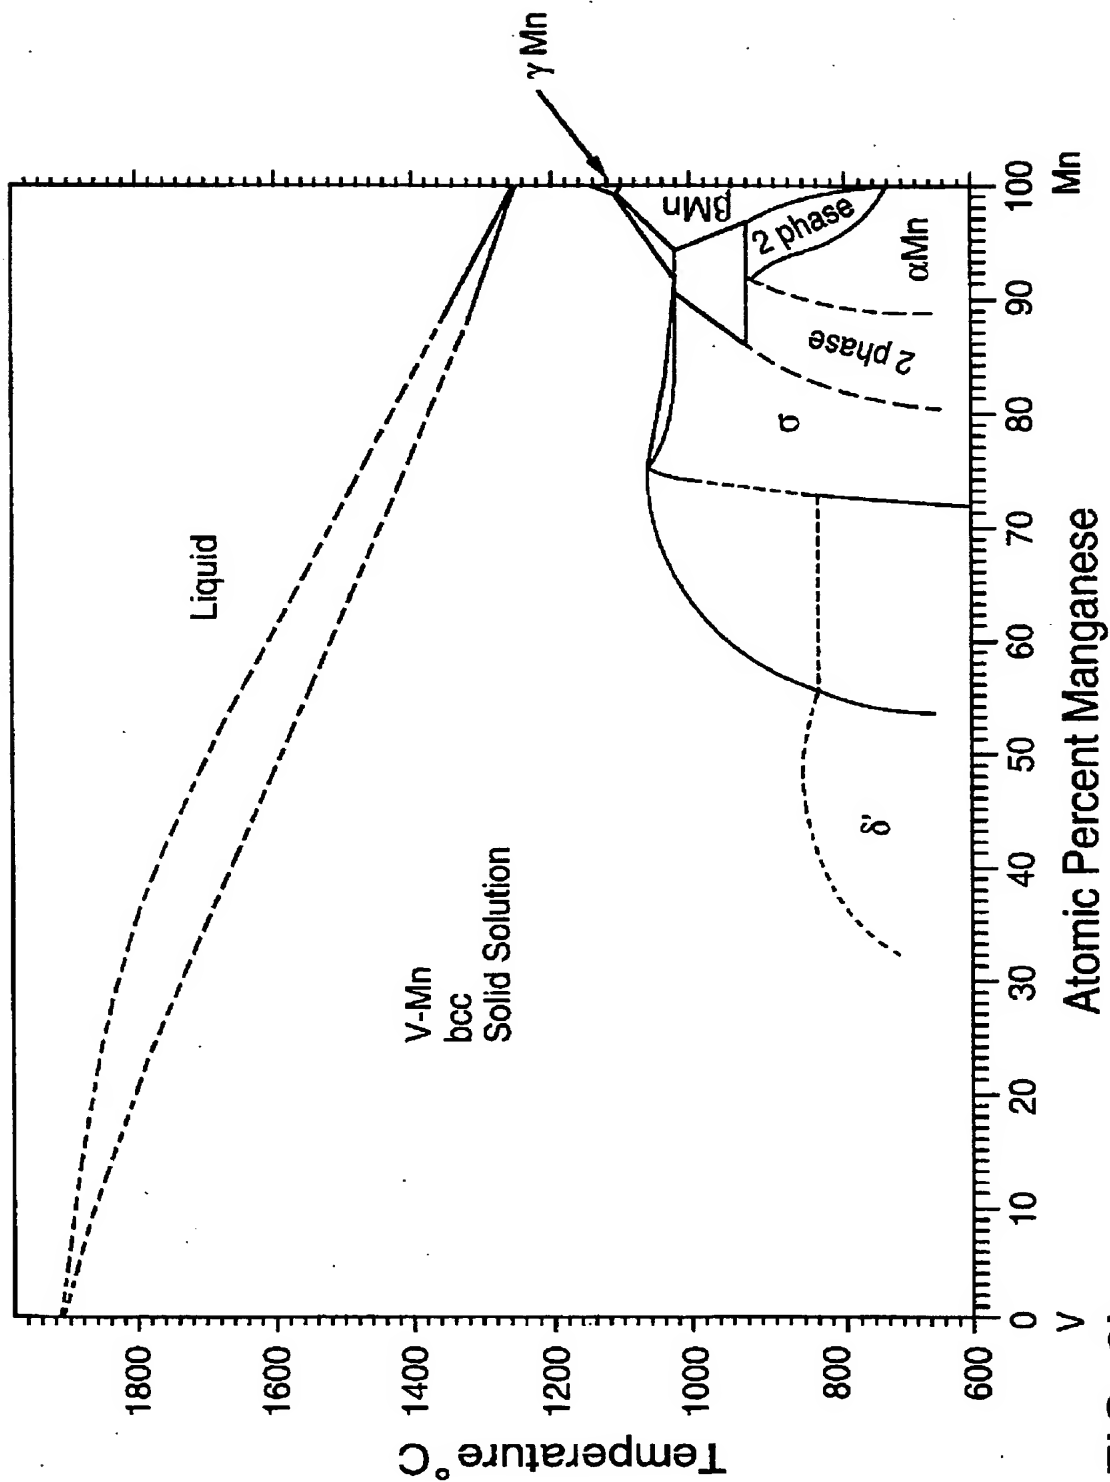 Temperature °C
1800
1600
1400
1200
1000
800
600
Liquid
V-Mn
bcc
Solid Solution
γ Mn
βMn
2 phase
αMn
2 phase
σ
δ'
0
10
20
30
40
50
60
70
80
90
100
V
Mn
Atomic Percent Manganese